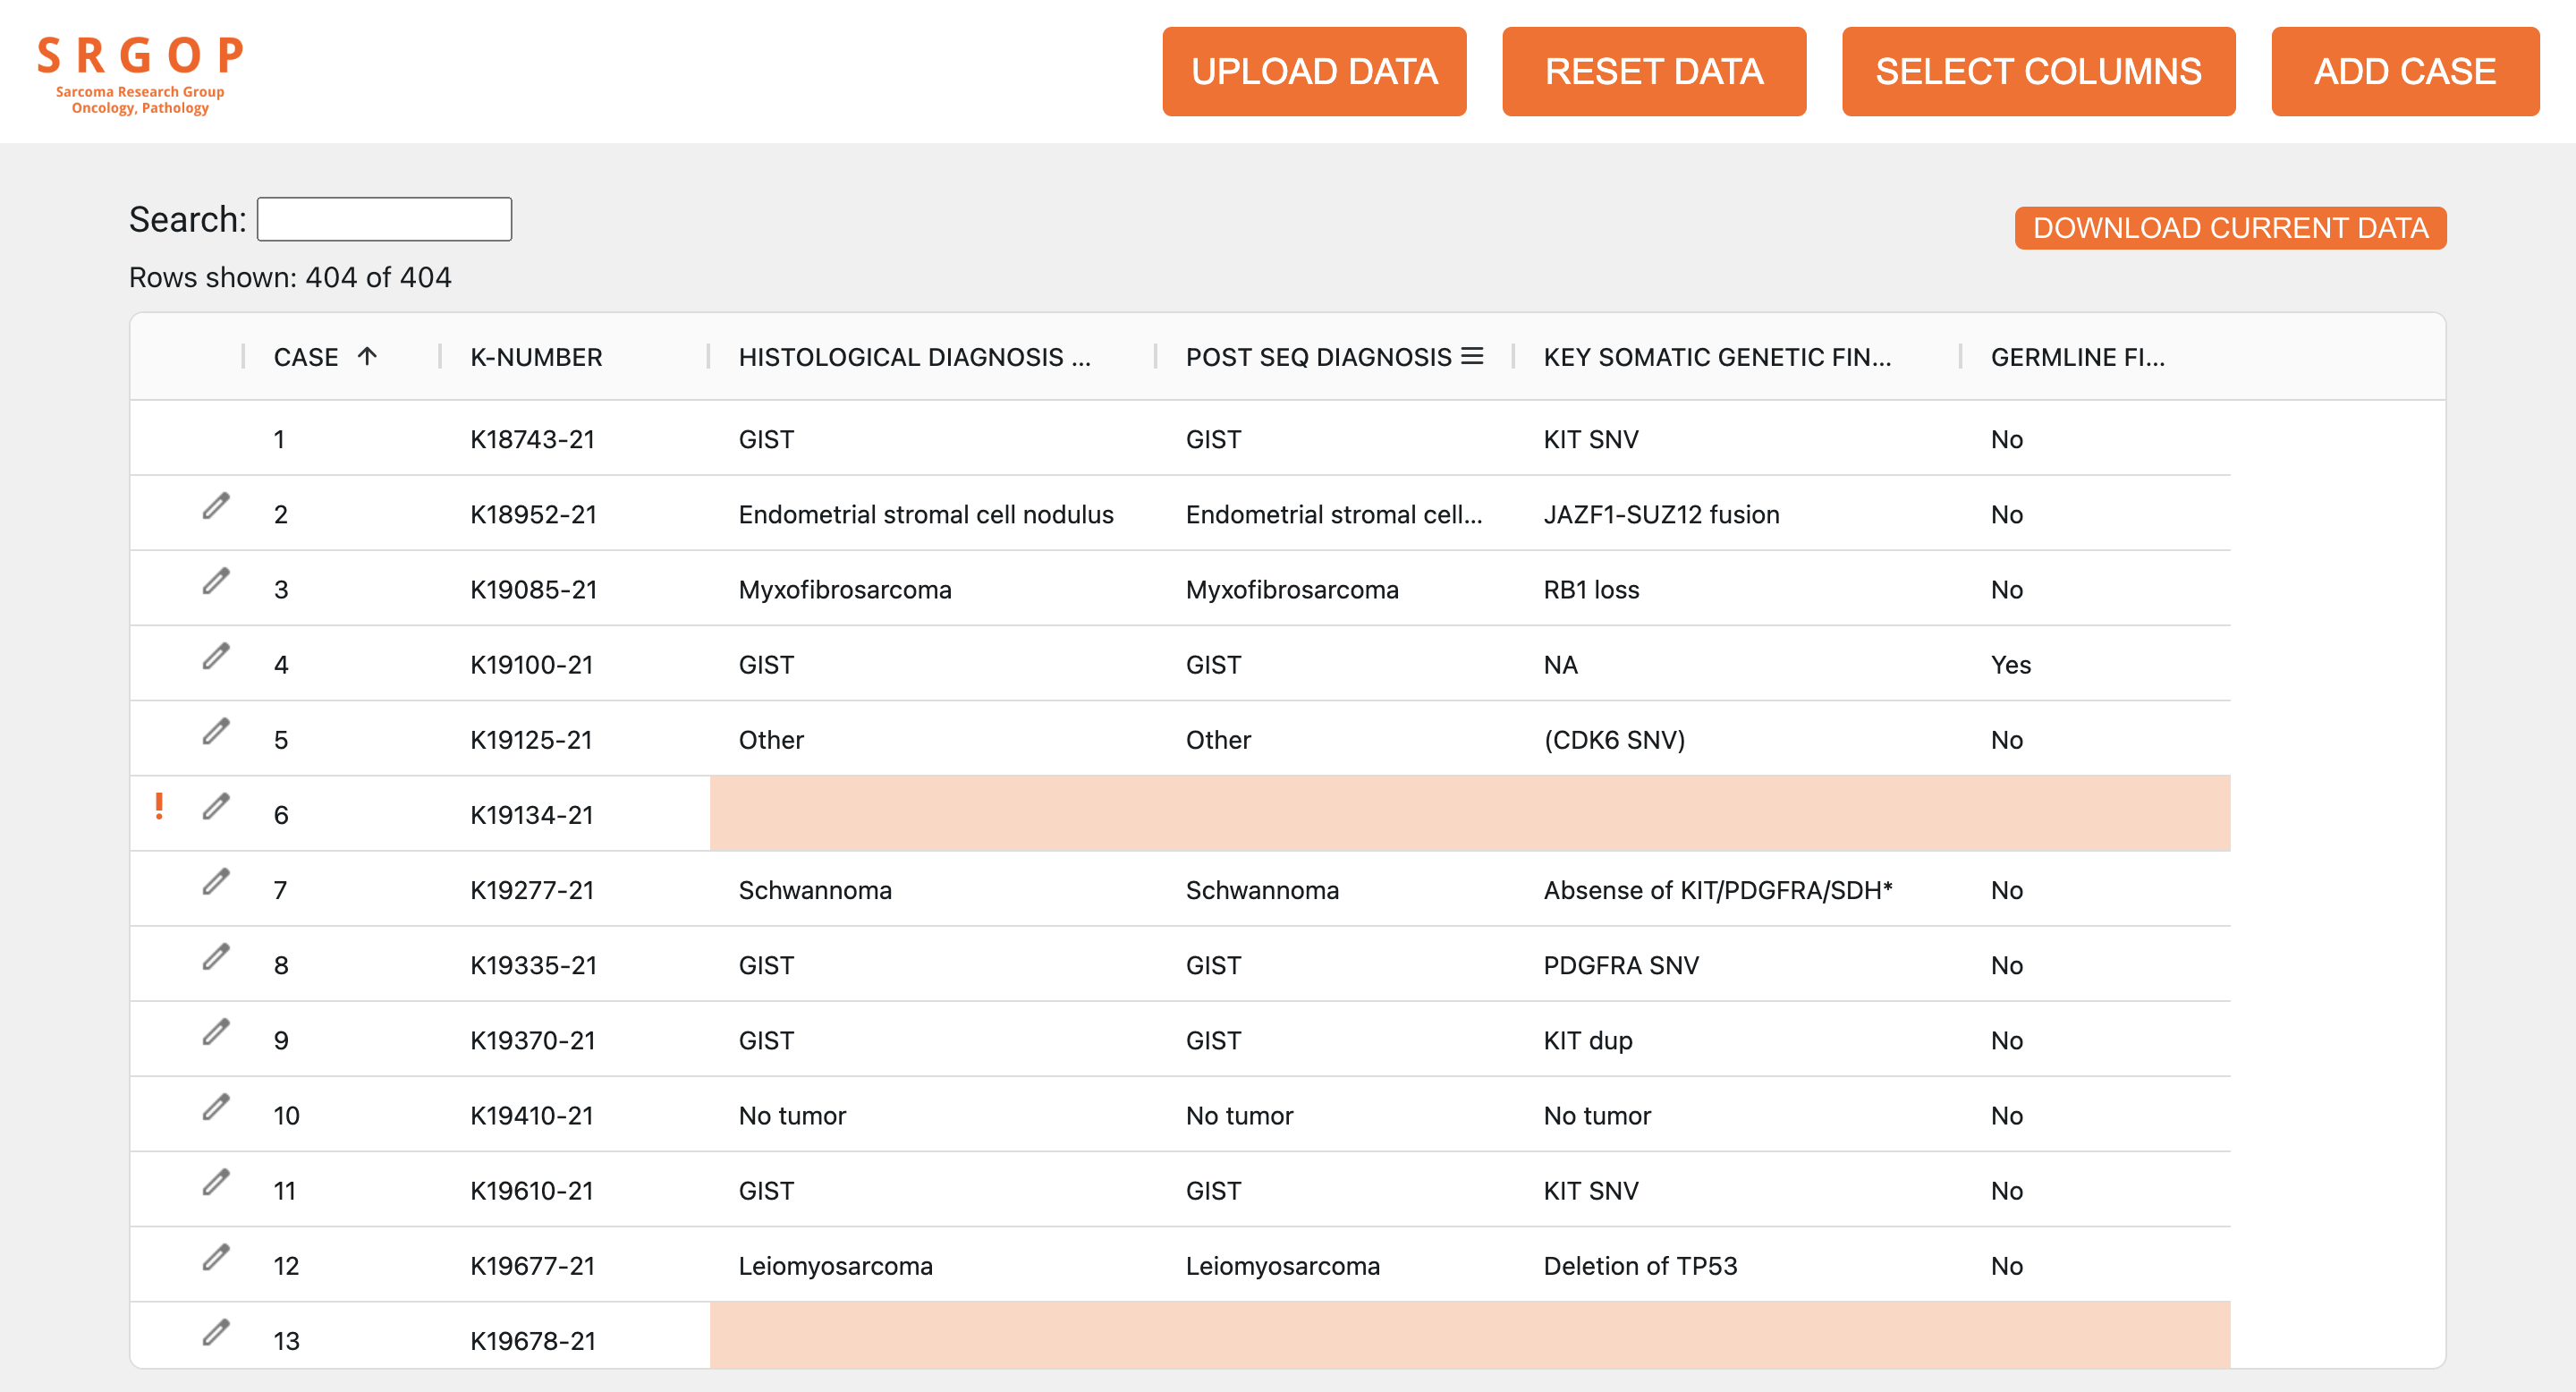 SRGOP
Sarcoma Research Group
Oncology, Pathology
UPLOAD DATA RESET DATA SELECT COLUMNS ADD CASE
Search:
DOWNLOAD CURRENT DATA
Rows shown: 404 of 404
CASE K-NUMBER HISTOLOGICAL DIAGNOSIS ... POST SEQ DIAGNOSIS KEY SOMATIC GENETIC FIN... GERMLINE FI...
1 K18743-21 GIST GIST KIT SNV No
2 K18952-21 Endometrial stromal cell nodulus Endometrial stromal cell... JAZF1-SUZ12 fusion No
3 K19085-21 Myxofibrosarcoma Myxofibrosarcoma RB1 loss No
4 K19100-21 GIST GIST NA Yes
5 K19125-21 Other Other (CDK6 SNV) No
! 6 K19134-21
7 K19277-21 Schwannoma Schwannoma Absense of KIT/PDGFRA/SDH* No
8 K19335-21 GIST GIST PDGFRA SNV No
9 K19370-21 GIST GIST KIT dup No
10 K19410-21 No tumor No tumor No tumor No
11 K19610-21 GIST GIST KIT SNV No
12 K19677-21 Leiomyosarcoma Leiomyosarcoma Deletion of TP53 No
13 K19678-21